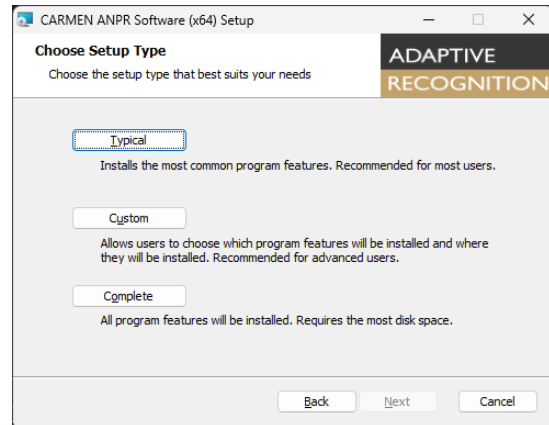 CARMEN ANPR Software (x64) Setup
Choose Setup Type
Choose the setup type that best suits your needs
ADAPTIVE
RECOGNITION
Typical
Installs the most common program features. Recommended for most users.
Custom
Allows users to choose which program features will be installed and where
they will be installed. Recommended for advanced users.
Complete
All program features will be installed. Requires the most disk space.
Back Next Cancel